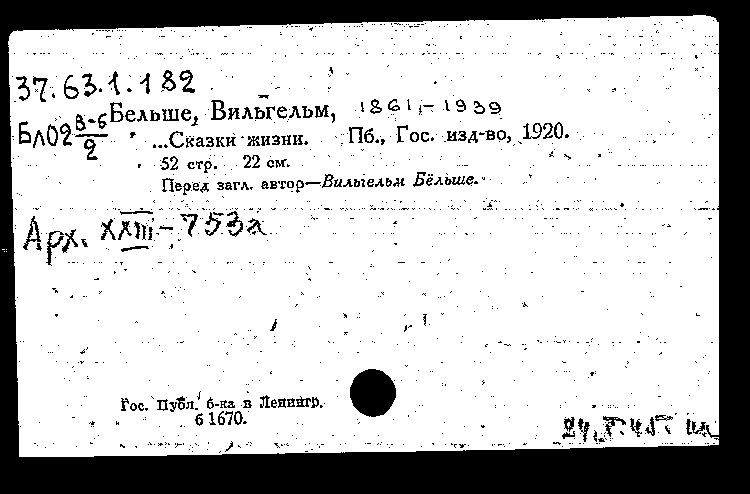 37.63.1.182
БлО2 В-6/2
Бельше, Вильгельм, 1861 – 1939
...Сказки жизни. Пб., Гос. изд-во, 1920.
52 стр. 22 см.
Перед загл. автор—Вильгельм Бёльше.
Арх. XXIII – 753а
Гос. Публ. б-ка в Ленингр.
б 1670.